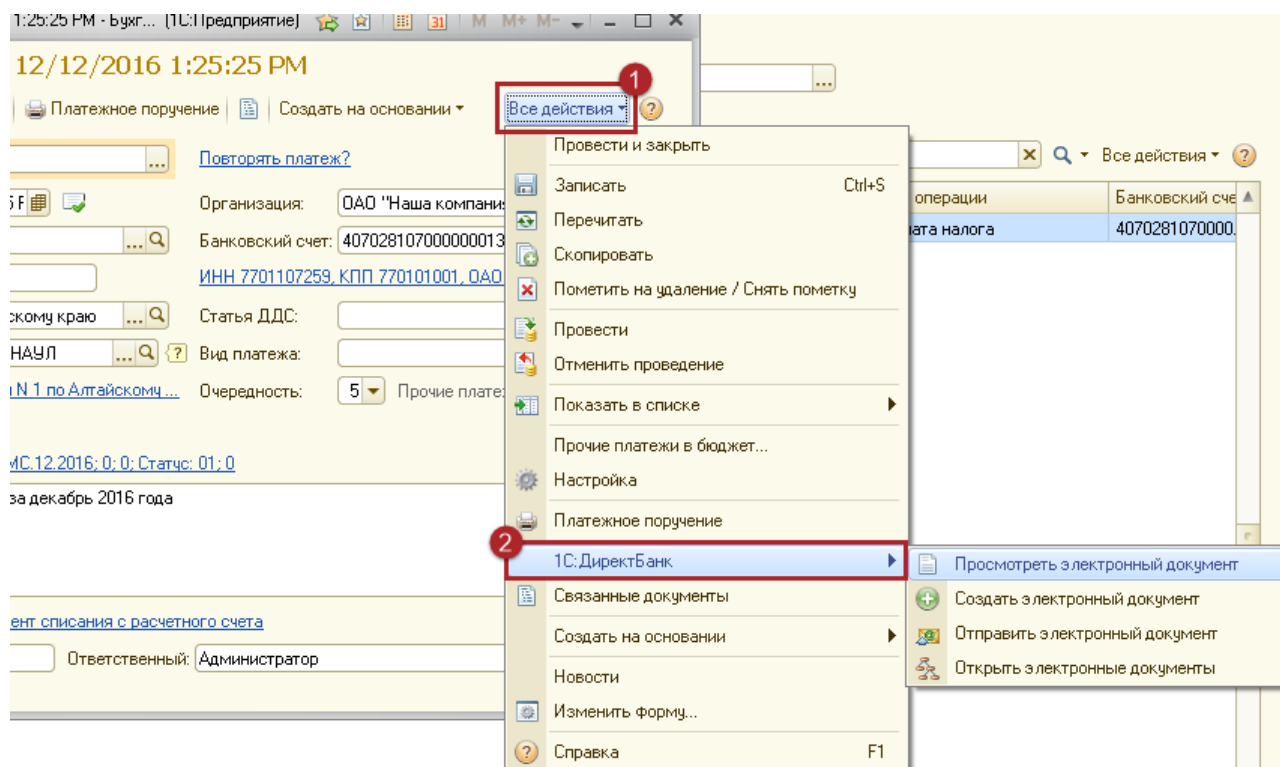 1:25:25 PM - Бухг... (1С:Предприятие) 31 M M+ M-
12/12/2016 1:25:25 PM
1
Платежное поручение Создать на основании Все действия ?
...
Провести и закрыть
Записать Ctrl+S
Перечитать
Скопировать
Пометить на удаление / Снять пометку
Провести
Отменить проведение
Показать в списке
Прочие платежи в бюджет...
Настройка
Платежное поручение
2
1С:ДиректБанк
Связанные документы
Создать на основании
Новости
Изменить форму...
Справка F1
Просмотреть электронный документ
Создать электронный документ
Отправить электронный документ
Открыть электронные документы
... Повторять платеж?
Организация: ОАО "Наша компания
... Банковский счет: 407028107000000013
ИНН 7701107259, КПП 770101001, ОАО
скому краю ... Статья ДДС:
НАУЛ ... ? Вид платежа:
N 1 по Алтайскому ... Очередность: 5 Прочие плате
МС.12.2016; 0; 0; Статус: 01; 0
за декабрь 2016 года
ент списания с расчетного счета
Ответственный: Администратор
Все действия ?
операции Банковский сче
лата налога 4070281070000.